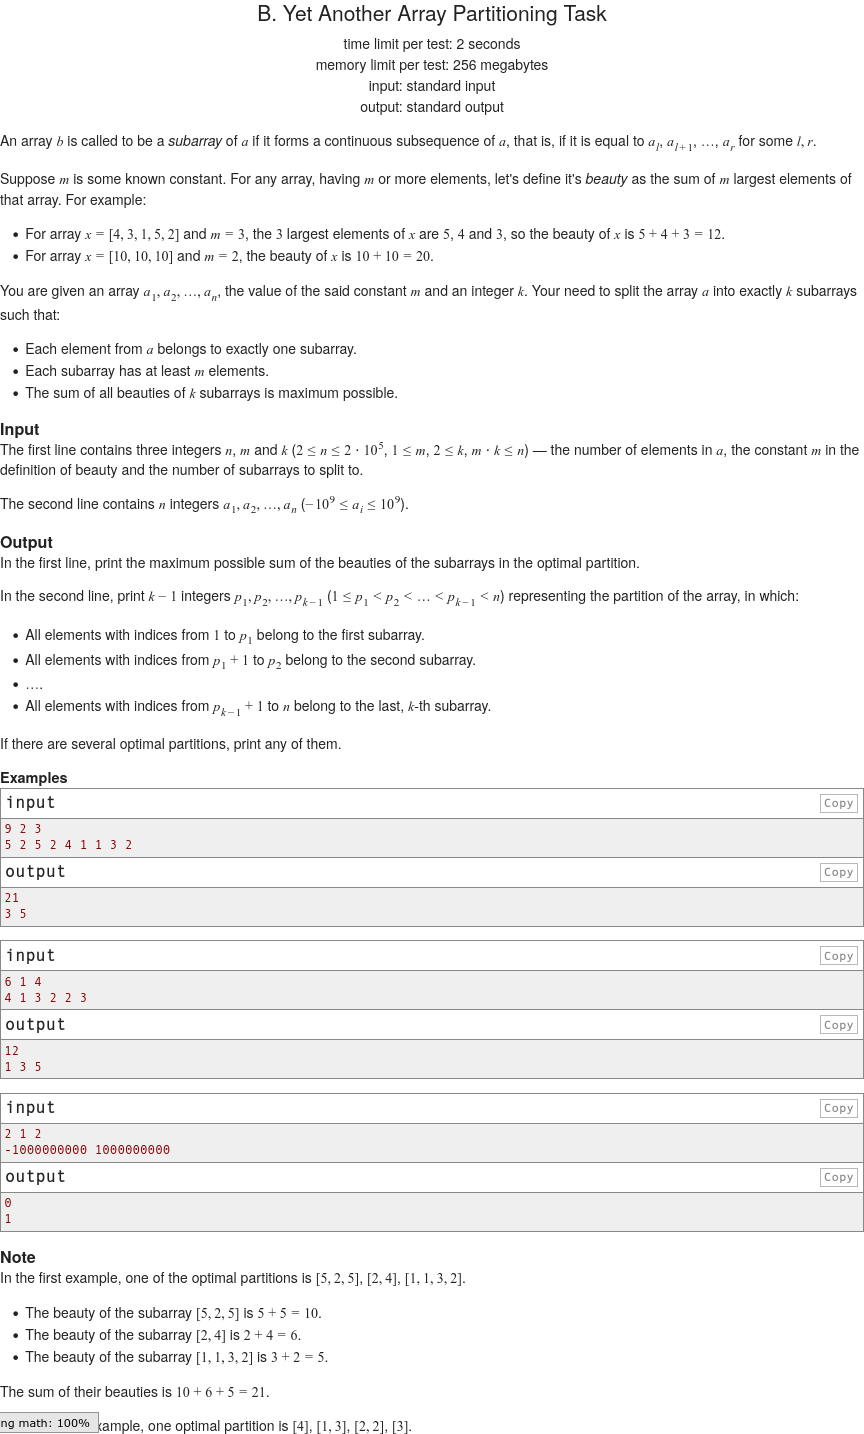 B. Yet Another Array Partitioning Task
time limit per test: 2 seconds
memory limit per test: 256 megabytes
input: standard input
output: standard output
An array b is called to be a subarray of a if it forms a continuous subsequence of a, that is, if it is equal to a_l, a_{l+1}, …, a_r for some l, r.
Suppose m is some known constant. For any array, having m or more elements, let's define it's beauty as the sum of m largest elements of
that array. For example:
• For array x = [4, 3, 1, 5, 2] and m = 3, the 3 largest elements of x are 5, 4 and 3, so the beauty of x is 5 + 4 + 3 = 12.
• For array x = [10, 10, 10] and m = 2, the beauty of x is 10 + 10 = 20.
You are given an array a_1, a_2, …, a_n, the value of the said constant m and an integer k. Your need to split the array a into exactly k subarrays
such that:
• Each element from a belongs to exactly one subarray.
• Each subarray has at least m elements.
• The sum of all beauties of k subarrays is maximum possible.
Input
The first line contains three integers n, m and k (2 ≤ n ≤ 2 · 10^5, 1 ≤ m, 2 ≤ k, m · k ≤ n) — the number of elements in a, the constant m in the
definition of beauty and the number of subarrays to split to.
The second line contains n integers a_1, a_2, …, a_n (−10^9 ≤ a_i ≤ 10^9).
Output
In the first line, print the maximum possible sum of the beauties of the subarrays in the optimal partition.
In the second line, print k − 1 integers p_1, p_2, …, p_{k−1} (1 ≤ p_1 < p_2 < … < p_{k−1} < n) representing the partition of the array, in which:
• All elements with indices from 1 to p_1 belong to the first subarray.
• All elements with indices from p_1 + 1 to p_2 belong to the second subarray.
• ….
• All elements with indices from p_{k−1} + 1 to n belong to the last, k-th subarray.
If there are several optimal partitions, print any of them.
Examples
input Copy
9 2 3
5 2 5 2 4 1 1 3 2
output Copy
21
3 5
input Copy
6 1 4
4 1 3 2 2 3
output Copy
12
1 3 5
input Copy
2 1 2
-1000000000 1000000000
output Copy
0
1
Note
In the first example, one of the optimal partitions is [5, 2, 5], [2, 4], [1, 1, 3, 2].
• The beauty of the subarray [5, 2, 5] is 5 + 5 = 10.
• The beauty of the subarray [2, 4] is 2 + 4 = 6.
• The beauty of the subarray [1, 1, 3, 2] is 3 + 2 = 5.
The sum of their beauties is 10 + 6 + 5 = 21.
ng math: 100% xample, one optimal partition is [4], [1, 3], [2, 2], [3].